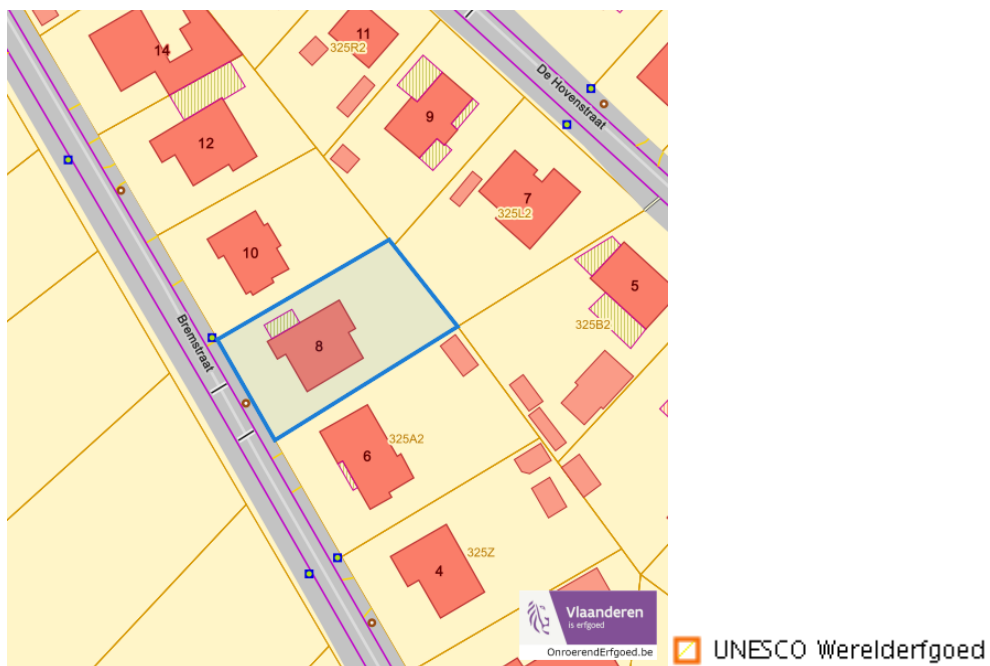 14
11
325R2
De Hovenstraat
9
12
7
325L2
10
5
325B2
Bremstraat
8
325A2
6
325Z
4
Vlaanderen
is erfgoed
OnroerendErfgoed.be
UNESCO Werelderfgoed